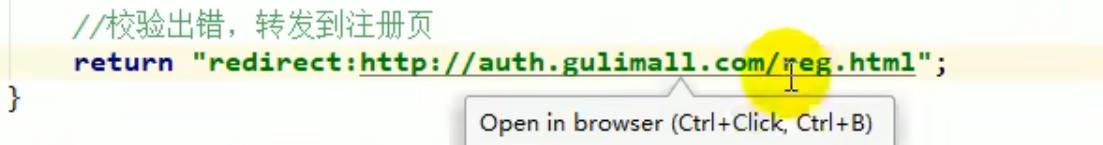 //校验出错，转发到注册页
return "redirect:http://auth.gulimall.com/reg.html";
}
Open in browser (Ctrl+Click, Ctrl+B)